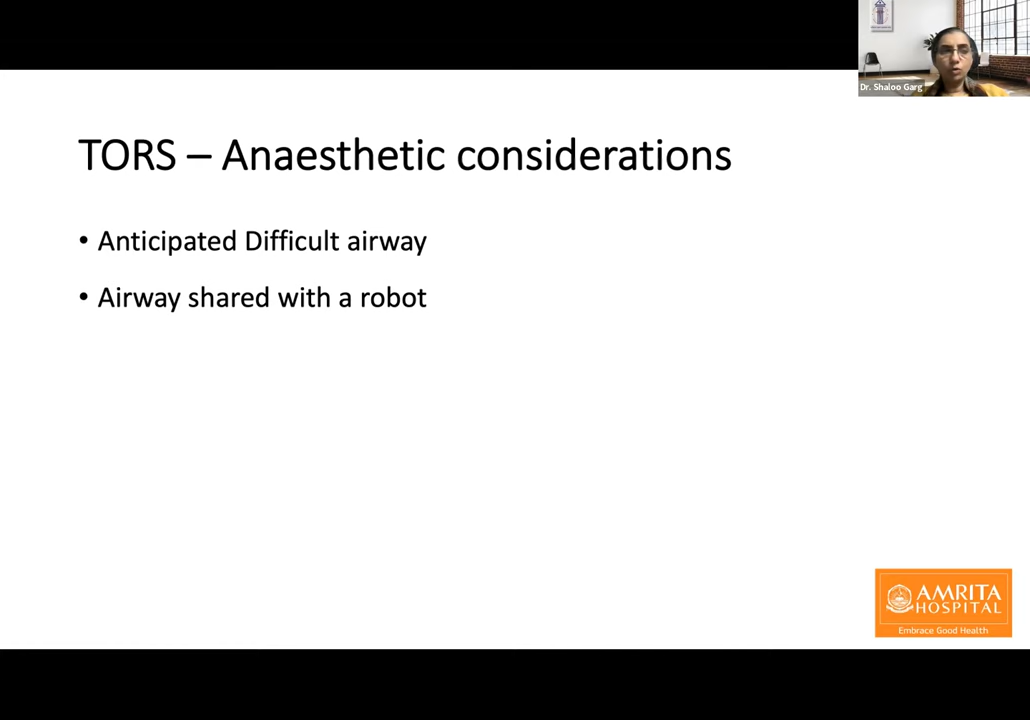 Dr. Shaloo Garg
TORS – Anaesthetic considerations
• Anticipated Difficult airway
• Airway shared with a robot
AMRITA
HOSPITAL
Embrace Good Health